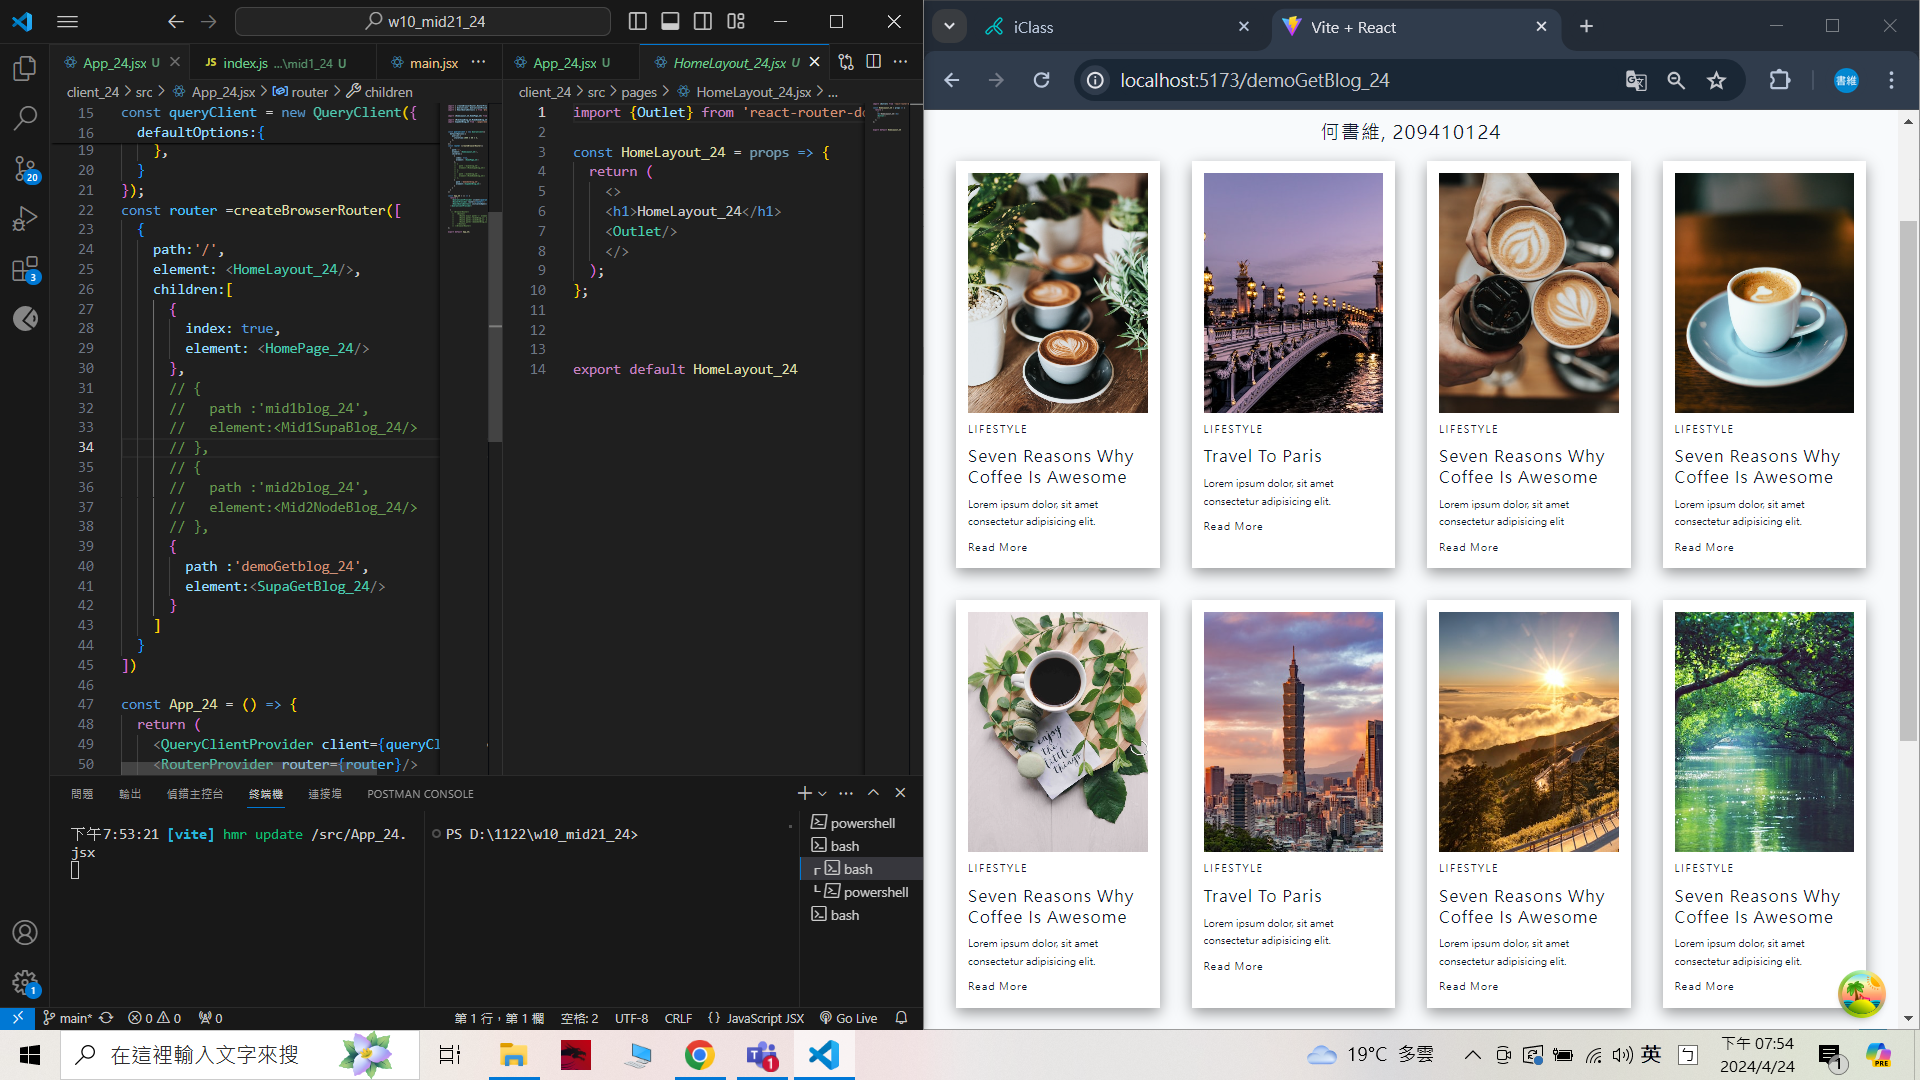 w10_mid21_24
App_24.jsx U
index.js ...\mid1_24 U
main.jsx
App_24.jsx U
HomeLayout_24.jsx U
client_24 > src > App_24.jsx > router > children
15 const queryClient = new QueryClient({
16 defaultOptions:{
19 },
20 }
21 });
22 const router =createBrowserRouter([
23 {
24 path:'/',
25 element: <HomeLayout_24/>,
26 children:[
27 {
28 index: true,
29 element: <HomePage_24/>
30 },
31 // {
32 //   path :'mid1blog_24',
33 //   element:<Mid1SupaBlog_24/>
34 // },
35 // {
36 //   path :'mid2blog_24',
37 //   element:<Mid2NodeBlog_24/>
38 // },
39 {
40 path :'demoGetblog_24',
41 element:<SupaGetBlog_24/>
42 }
43 ]
44 }
45 ])
46
47 const App_24 = () => {
48 return (
49 <QueryClientProvider client={queryCl
50 <RouterProvider router={router}/>
client_24 > src > pages > HomeLayout_24.jsx > ...
1 import {Outlet} from 'react-router-do
2
3 const HomeLayout_24 = props => {
4 return (
5 <>
6 <h1>HomeLayout_24</h1>
7 <Outlet/>
8 </>
9 );
10 };
11
12
13
14 export default HomeLayout_24
20
3
1
問題 輸出 偵錯主控台 終端機 連接埠 POSTMAN CONSOLE
下午7:53:21 [vite] hmr update /src/App_24.
jsx
PS D:\1122\w10_mid21_24>
powershell
bash
bash
powershell
bash
main* 0 0 0
第 1 行，第 1 欄 空格: 2 UTF-8 CRLF {} JavaScript JSX Go Live
iClass
Vite + React
localhost:5173/demoGetBlog_24
書維
何書維, 209410124
LIFESTYLE
Seven Reasons Why
Coffee Is Awesome
Lorem ipsum dolor, sit amet
consectetur adipisicing elit.
Read More
LIFESTYLE
Travel To Paris
Lorem ipsum dolor, sit amet
consectetur adipisicing elit.
Read More
LIFESTYLE
Seven Reasons Why
Coffee Is Awesome
Lorem ipsum dolor, sit amet
consectetur adipisicing elit
Read More
LIFESTYLE
Seven Reasons Why
Coffee Is Awesome
Lorem ipsum dolor, sit amet
consectetur adipisicing elit.
Read More
enjoy
the
little
things
LIFESTYLE
Seven Reasons Why
Coffee Is Awesome
Lorem ipsum dolor, sit amet
consectetur adipisicing elit.
Read More
LIFESTYLE
Travel To Paris
Lorem ipsum dolor, sit amet
consectetur adipisicing elit.
Read More
LIFESTYLE
Seven Reasons Why
Coffee Is Awesome
Lorem ipsum dolor, sit amet
consectetur adipisicing elit.
Read More
LIFESTYLE
Seven Reasons Why
Coffee Is Awesome
Lorem ipsum dolor, sit amet
consectetur adipisicing elit.
Read More
在這裡輸入文字來搜
1
19°C 多雲
英
ㄅ
下午 07:54
2024/4/24
1
PRE